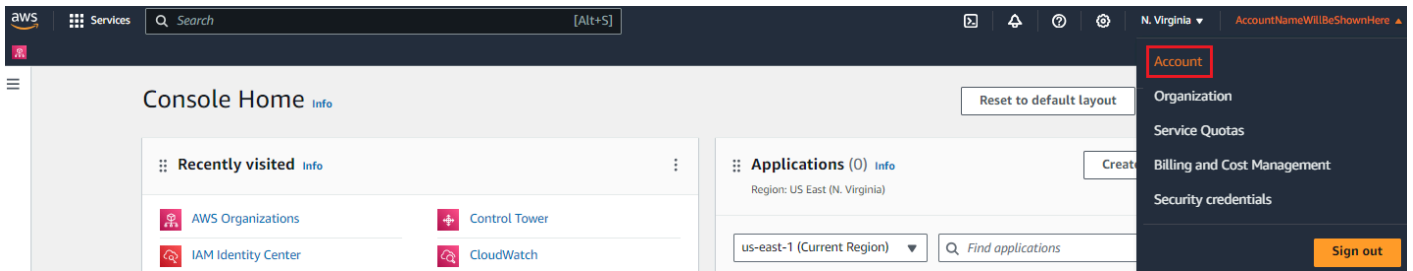 aws
Services
Search
[Alt+S]
N. Virginia
AccountNameWillBeShownHere
Account
Organization
Service Quotas
Billing and Cost Management
Security credentials
Sign out
Console Home Info
Reset to default layout
Recently visited Info
AWS Organizations
Control Tower
IAM Identity Center
CloudWatch
Applications (0) Info
Region: US East (N. Virginia)
Creat
us-east-1 (Current Region)
Find applications